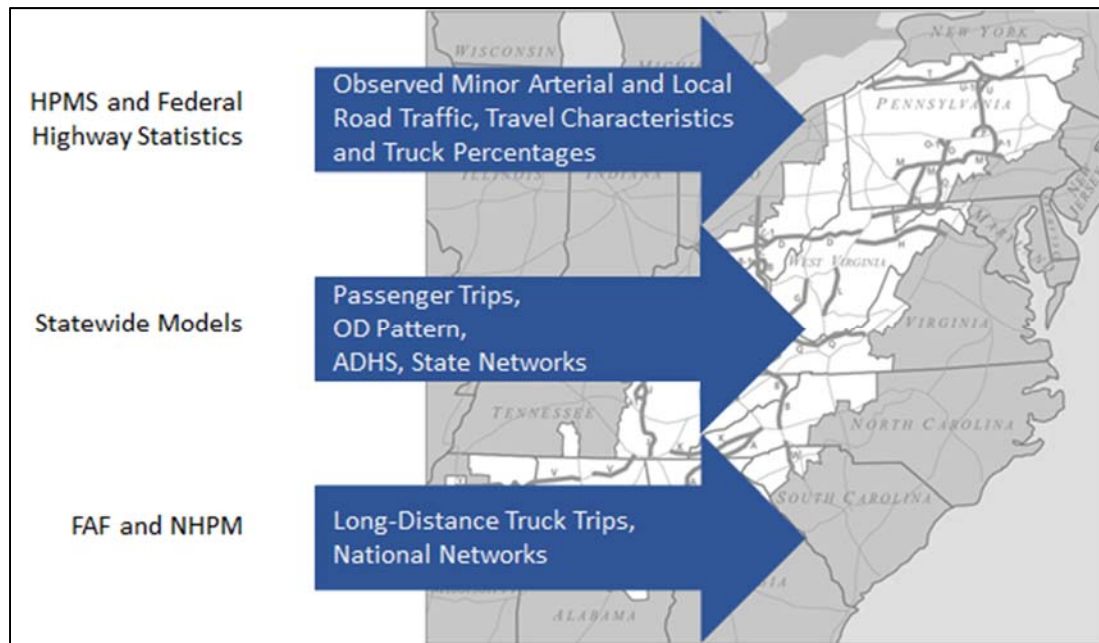 HPMS and Federal
Highway Statistics
Observed Minor Arterial and Local
Road Traffic, Travel Characteristics
and Truck Percentages
Statewide Models
Passenger Trips,
OD Pattern,
ADHS, State Networks
FAF and NHPM
Long-Distance Truck Trips,
National Networks
WISCONSIN
NEW YORK
PENNSYLVANIA
NEW
JERSEY
ILLINOIS
INDIANA
WEST VIRGINIA
VIRGINIA
TENNESSEE
NORTH CAROLINA
SOUTH CAROLINA
ALABAMA